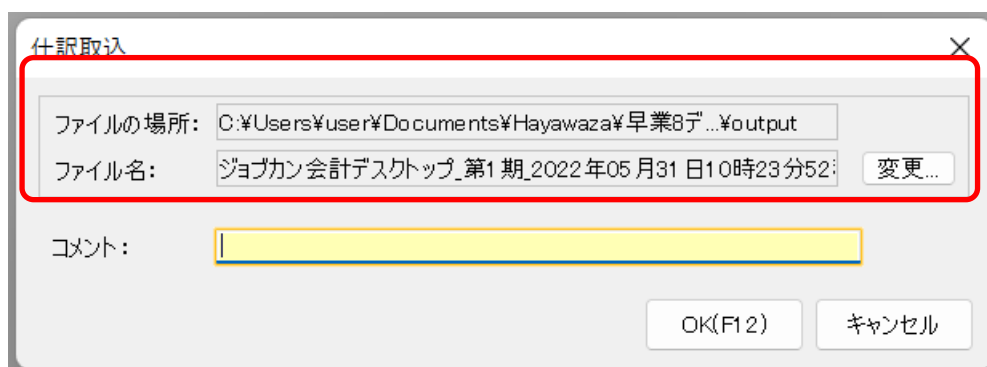 仕訳取込
ファイルの場所: C:¥Users¥user¥Documents¥Hayawaza¥早業8デ...¥output
ファイル名: ジョブカン会計デスクトップ_第1期_2022年05月31日10時23分52 変更...
コメント:
OK(F12) キャンセル